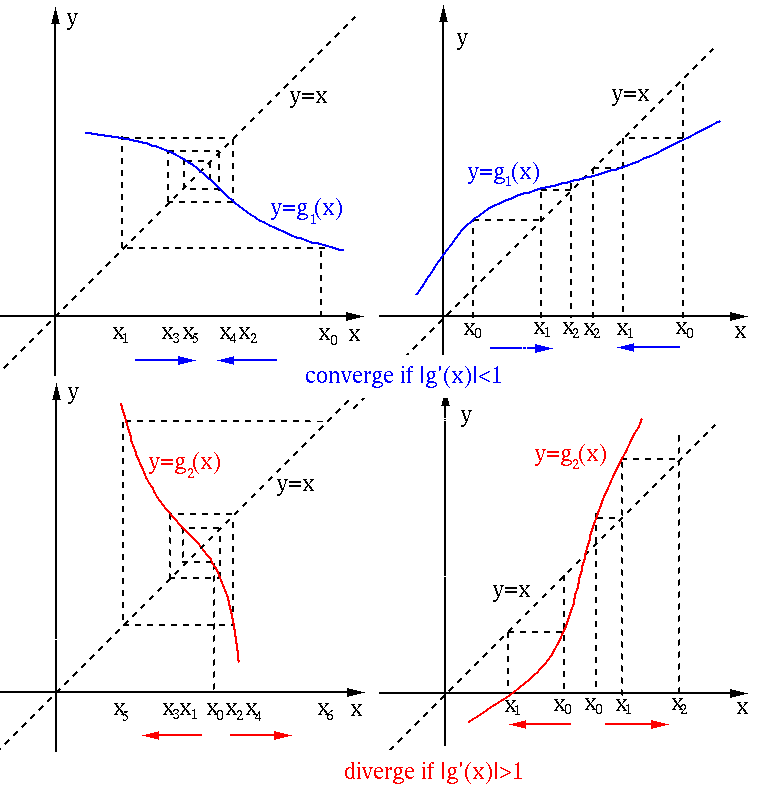 y
y=x
y=g₁(x)
x₁ x₃ x₅ x₄ x₂ x₀ x
y
y=x
y=g₁(x)
x₀ x₁ x₂ x₂ x₁ x₀ x
converge if |g'(x)|<1
y
y=g₂(x)
y=x
x₅ x₃ x₁ x₀ x₂ x₄ x₆ x
y
y=g₂(x)
y=x
x₁ x₀ x₀ x₁ x₂ x
diverge if |g'(x)|>1